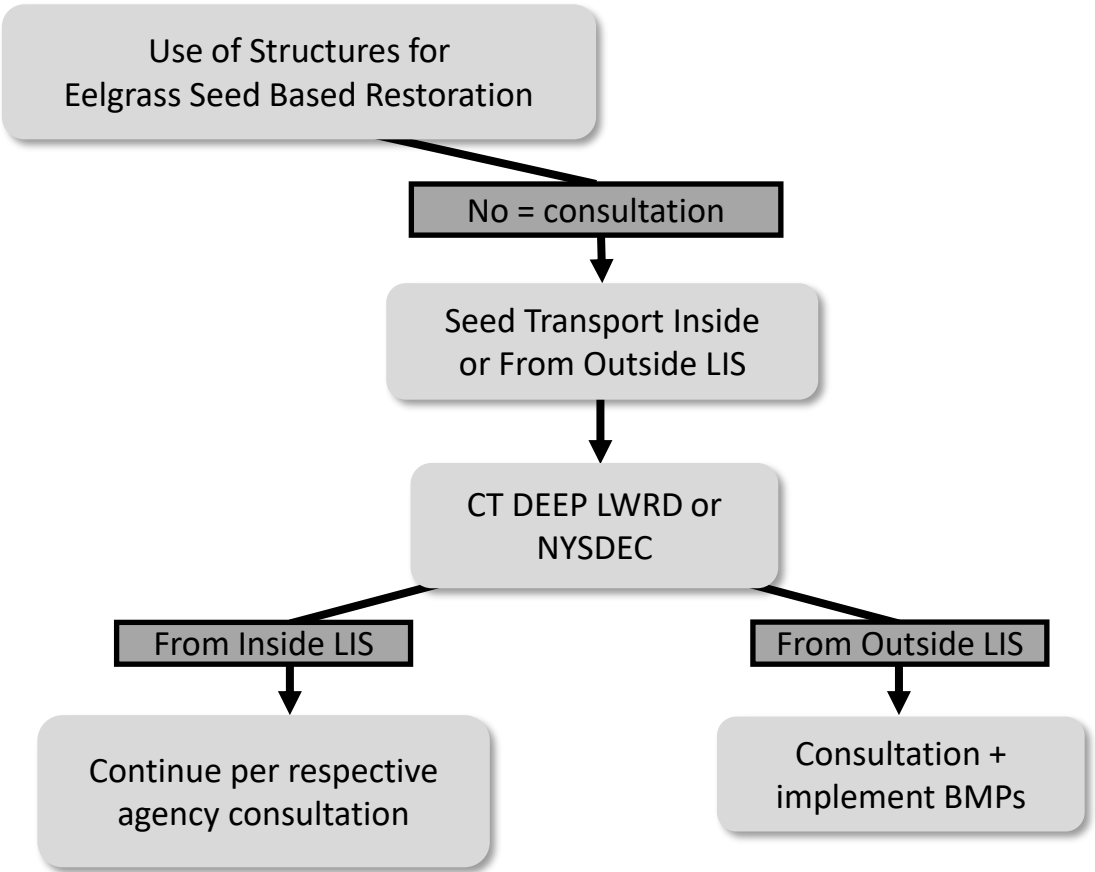 Use of Structures for
Eelgrass Seed Based Restoration
No = consultation
Seed Transport Inside
or From Outside LIS
CT DEEP LWRD or
NYSDEC
From Inside LIS
From Outside LIS
Continue per respective
agency consultation
Consultation +
implement BMPs